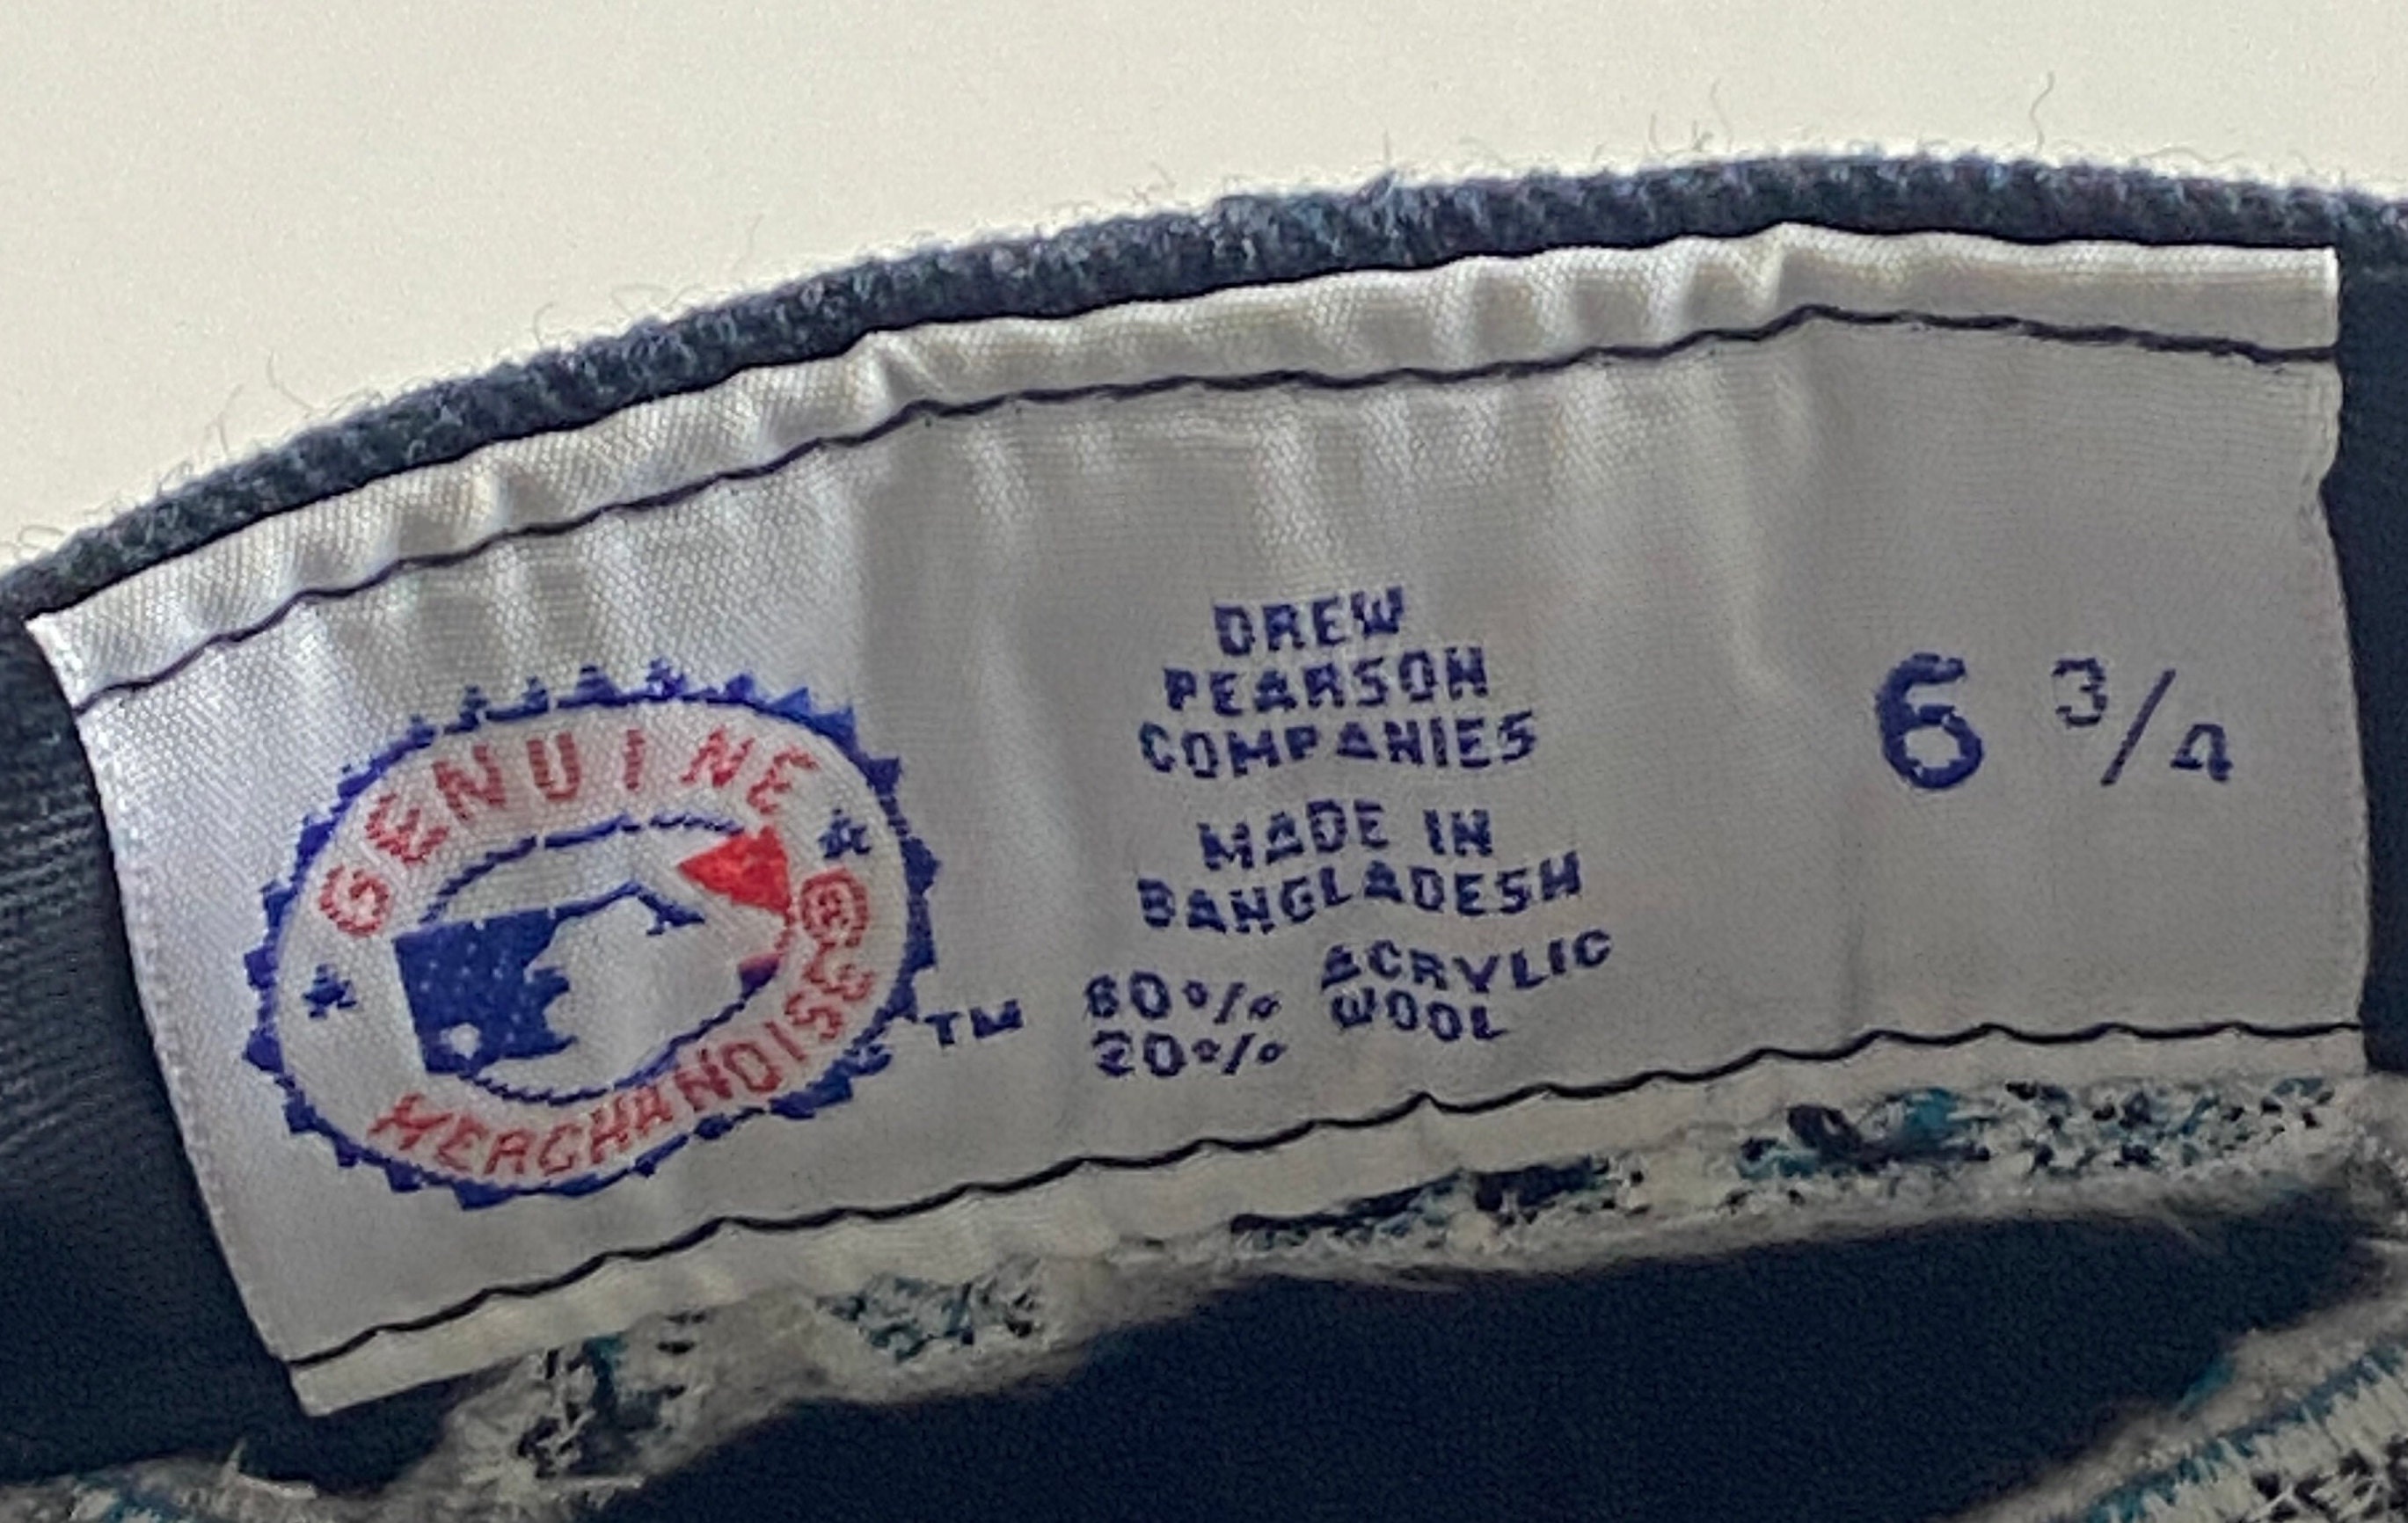 GENUINE
MERCHANDISE
®
TM
DREW
PEARSON
COMPANIES
MADE IN
BANGLADESH
80% ACRYLIC
20% WOOL
6 3/4